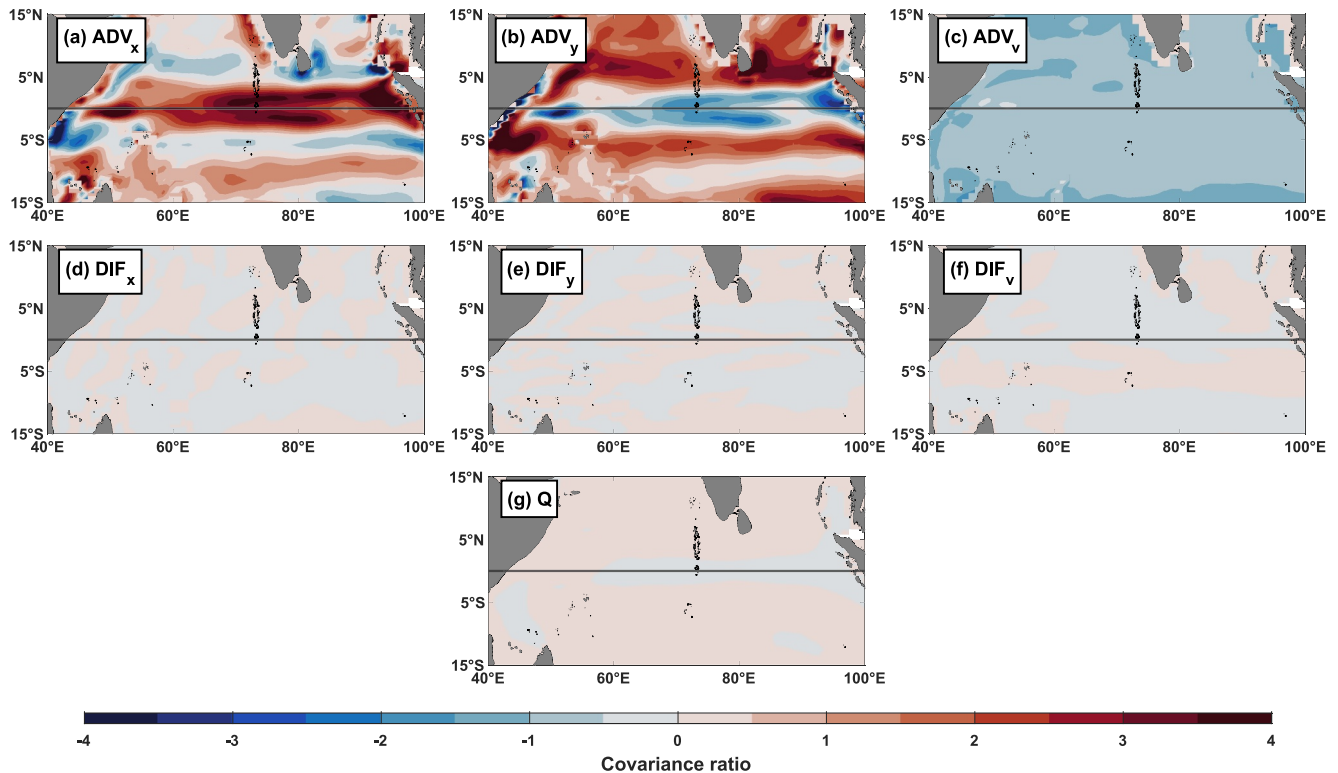 15°N
5°N
5°S
15°S
(a) ADVx
(b) ADVy
(c) ADVv
40°E 60°E 80°E 100°E
15°N
5°N
5°S
15°S
40°E 60°E 80°E 100°E
15°N
5°N
5°S
15°S
40°E 60°E 80°E 100°E
15°N
5°N
5°S
15°S
(d) DIFx
40°E 60°E 80°E 100°E
15°N
5°N
5°S
15°S
(e) DIFy
40°E 60°E 80°E 100°E
15°N
5°N
5°S
15°S
(f) DIFv
40°E 60°E 80°E 100°E
15°N
5°N
5°S
15°S
(g) Q
40°E 60°E 80°E 100°E
-4 -3 -2 -1 0 1 2 3 4
Covariance ratio